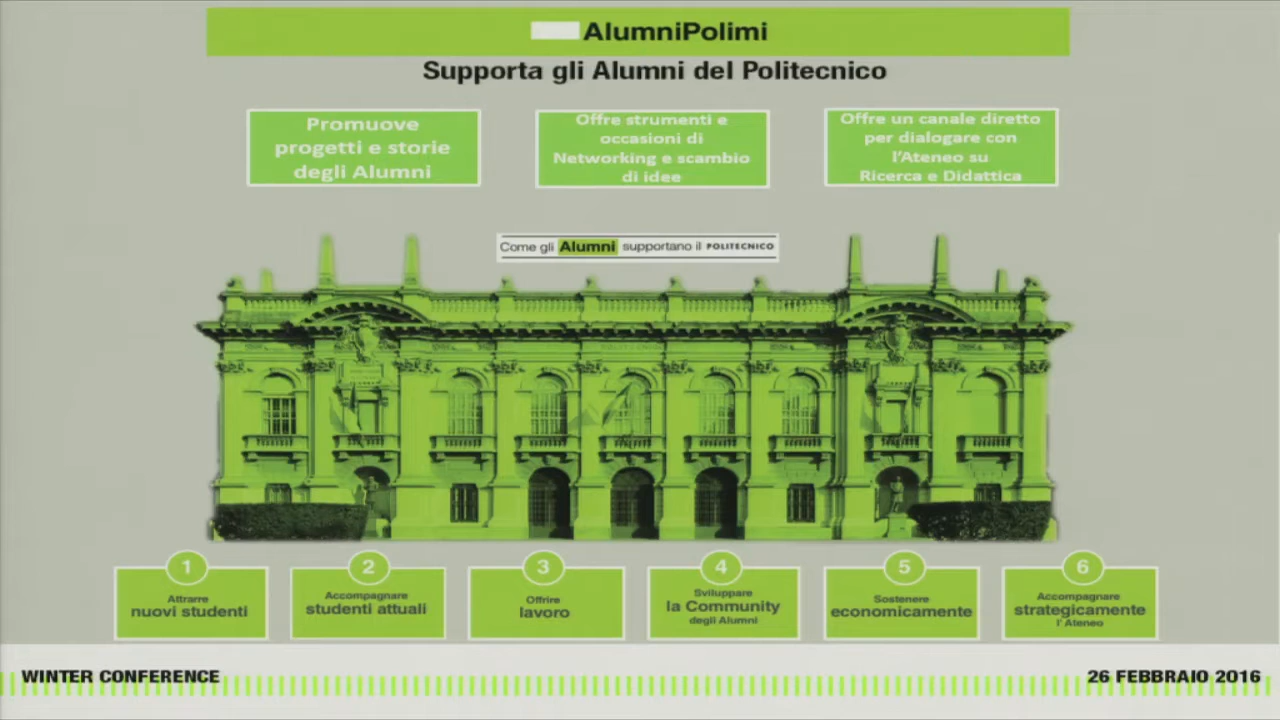 AlumniPolimi
Supporta gli Alumni del Politecnico
Promuove
progetti e storie
degli Alumni
Offre strumenti e
occasioni di
Networking e scambio
di idee
Offre un canale diretto
per dialogare con
l'Ateneo su
Ricerca e Didattica
Come gli Alumni supportano il POLITECNICO
1
Attrarre
nuovi studenti
2
Accompagnare
studenti attuali
3
Offrire
lavoro
4
Sviluppare
la Community
degli Alumni
5
Sostenere
economicamente
6
Accompagnare
strategicamente
l' Ateneo
WINTER CONFERENCE
26 FEBBRAIO 2016